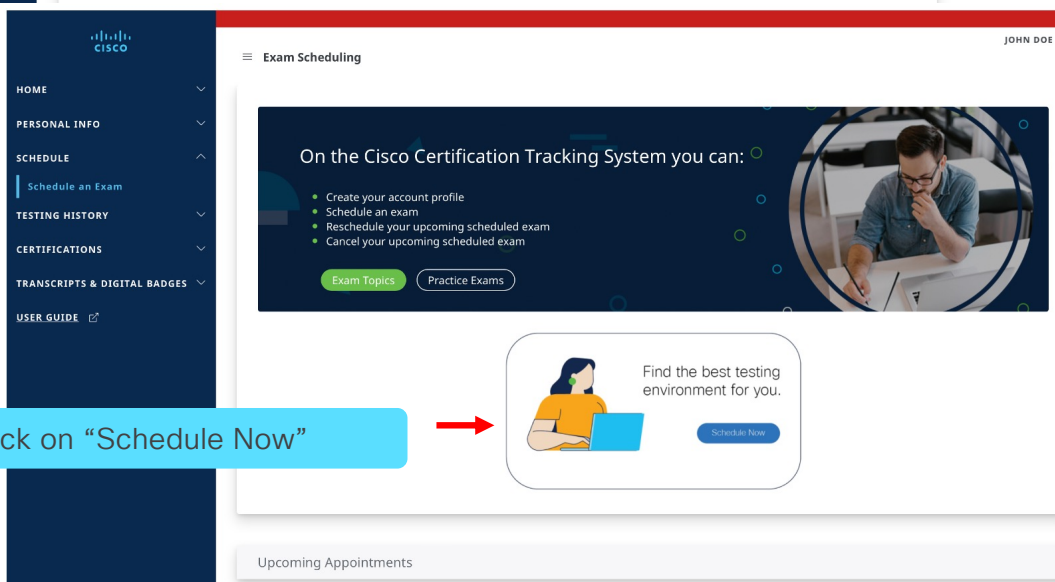 CISCO
JOHN DOE
Exam Scheduling
HOME
PERSONAL INFO
SCHEDULE
Schedule an Exam
TESTING HISTORY
CERTIFICATIONS
TRANSCRIPTS & DIGITAL BADGES
USER GUIDE
On the Cisco Certification Tracking System you can:
Create your account profile
Schedule an exam
Reschedule your upcoming scheduled exam
Cancel your upcoming scheduled exam
Exam Topics
Practice Exams
Find the best testing
environment for you.
Schedule Now
ck on “Schedule Now”
Upcoming Appointments